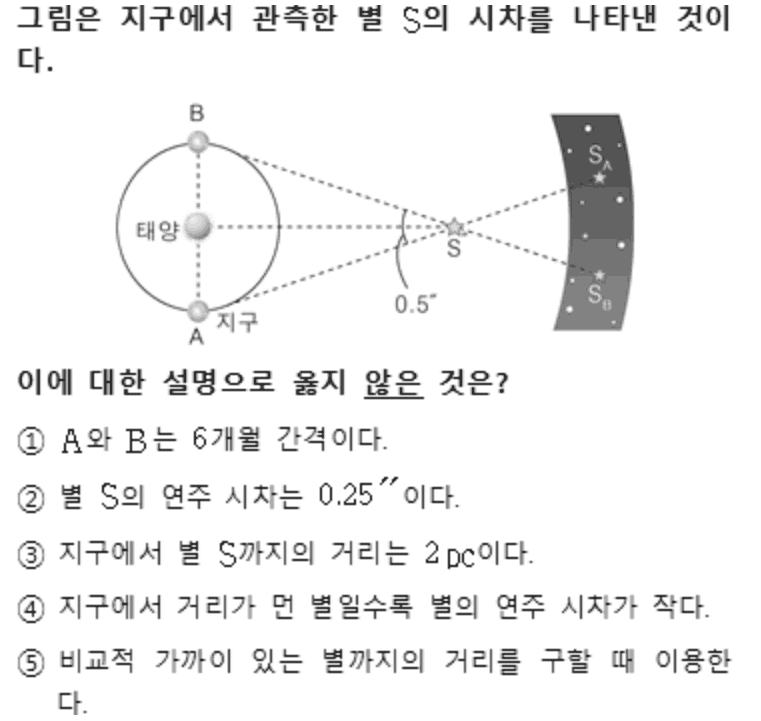 그림은 지구에서 관측한 별 S의 시차를 나타낸 것이
다.
B
태양
A
지구
S
0.5″
S_A
S_B
이에 대한 설명으로 옳지 않은 것은?
① A와 B는 6개월 간격이다.
② 별 S의 연주 시차는 0.25″이다.
③ 지구에서 별 S까지의 거리는 2pc이다.
④ 지구에서 거리가 먼 별일수록 별의 연주 시차가 작다.
⑤ 비교적 가까이 있는 별까지의 거리를 구할 때 이용한
다.